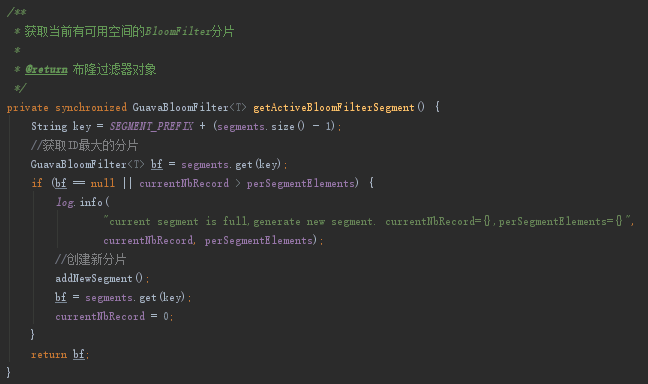 /**
 * 获取当前有可用空间的BloomFilter分片
 *
 * @return 布隆过滤器对象
 */
private synchronized GuavaBloomFilter<T> getActiveBloomFilterSegment() {
    String key = SEGMENT_PREFIX + (segments.size() - 1);
    //获取ID最大的分片
    GuavaBloomFilter<T> bf = segments.get(key);
    if (bf == null || currentNbRecord > perSegmentElements) {
        log.info(
                "current segment is full,generate new segment. currentNbRecord={},perSegmentElements={}",
                currentNbRecord, perSegmentElements);
        //创建新分片
        addNewSegment();
        bf = segments.get(key);
        currentNbRecord = 0;
    }
    return bf;
}